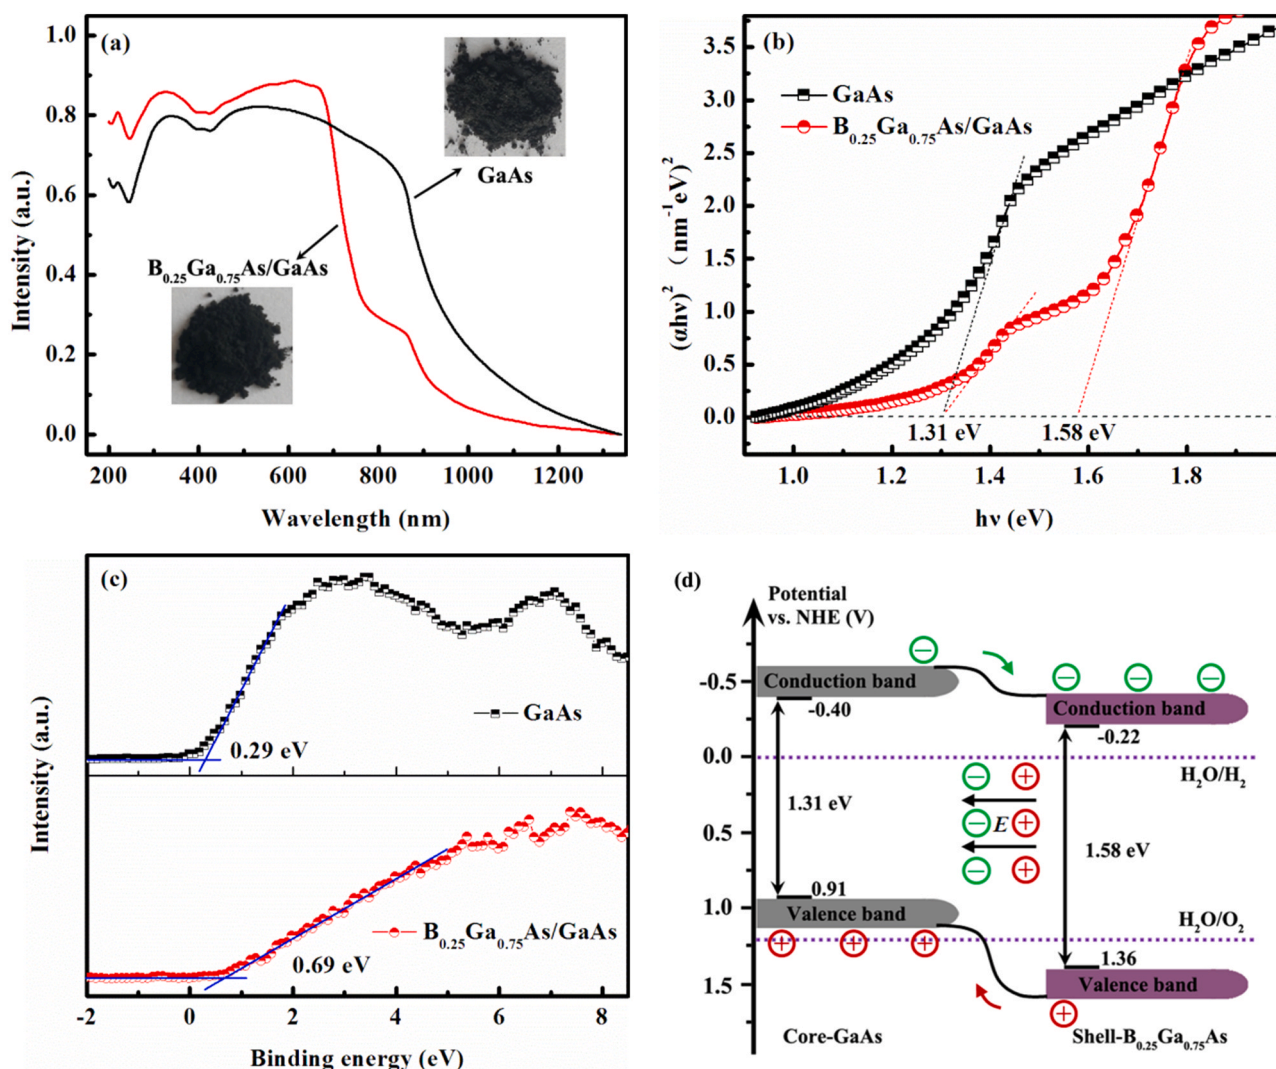 (a)
1.0
0.8
0.6
0.4
0.2
0.0
Intensity (a.u.)
GaAs
B0.25Ga0.75As/GaAs
200 400 600 800 1000 1200
Wavelength (nm)
(b)
3.5
3.0
2.5
2.0
1.5
1.0
0.5
0.0
(αhν)² (nm⁻¹eV)²
GaAs
B0.25Ga0.75As/GaAs
1.31 eV 1.58 eV
1.0 1.2 1.4 1.6 1.8
hν (eV)
(c)
Intensity (a.u.)
GaAs
0.29 eV
Intensity (a.u.)
B0.25Ga0.75As/GaAs
0.69 eV
-2 0 2 4 6 8
Binding energy (eV)
(d)
Potential
vs. NHE (V)
-0.5
0.0
0.5
1.0
1.5
Conduction band
-0.40
Conduction band
-0.22
H2O/H2
1.31 eV
E
1.58 eV
0.91
Valence band
H2O/O2
1.36
Valence band
Core-GaAs
Shell-B0.25Ga0.75As